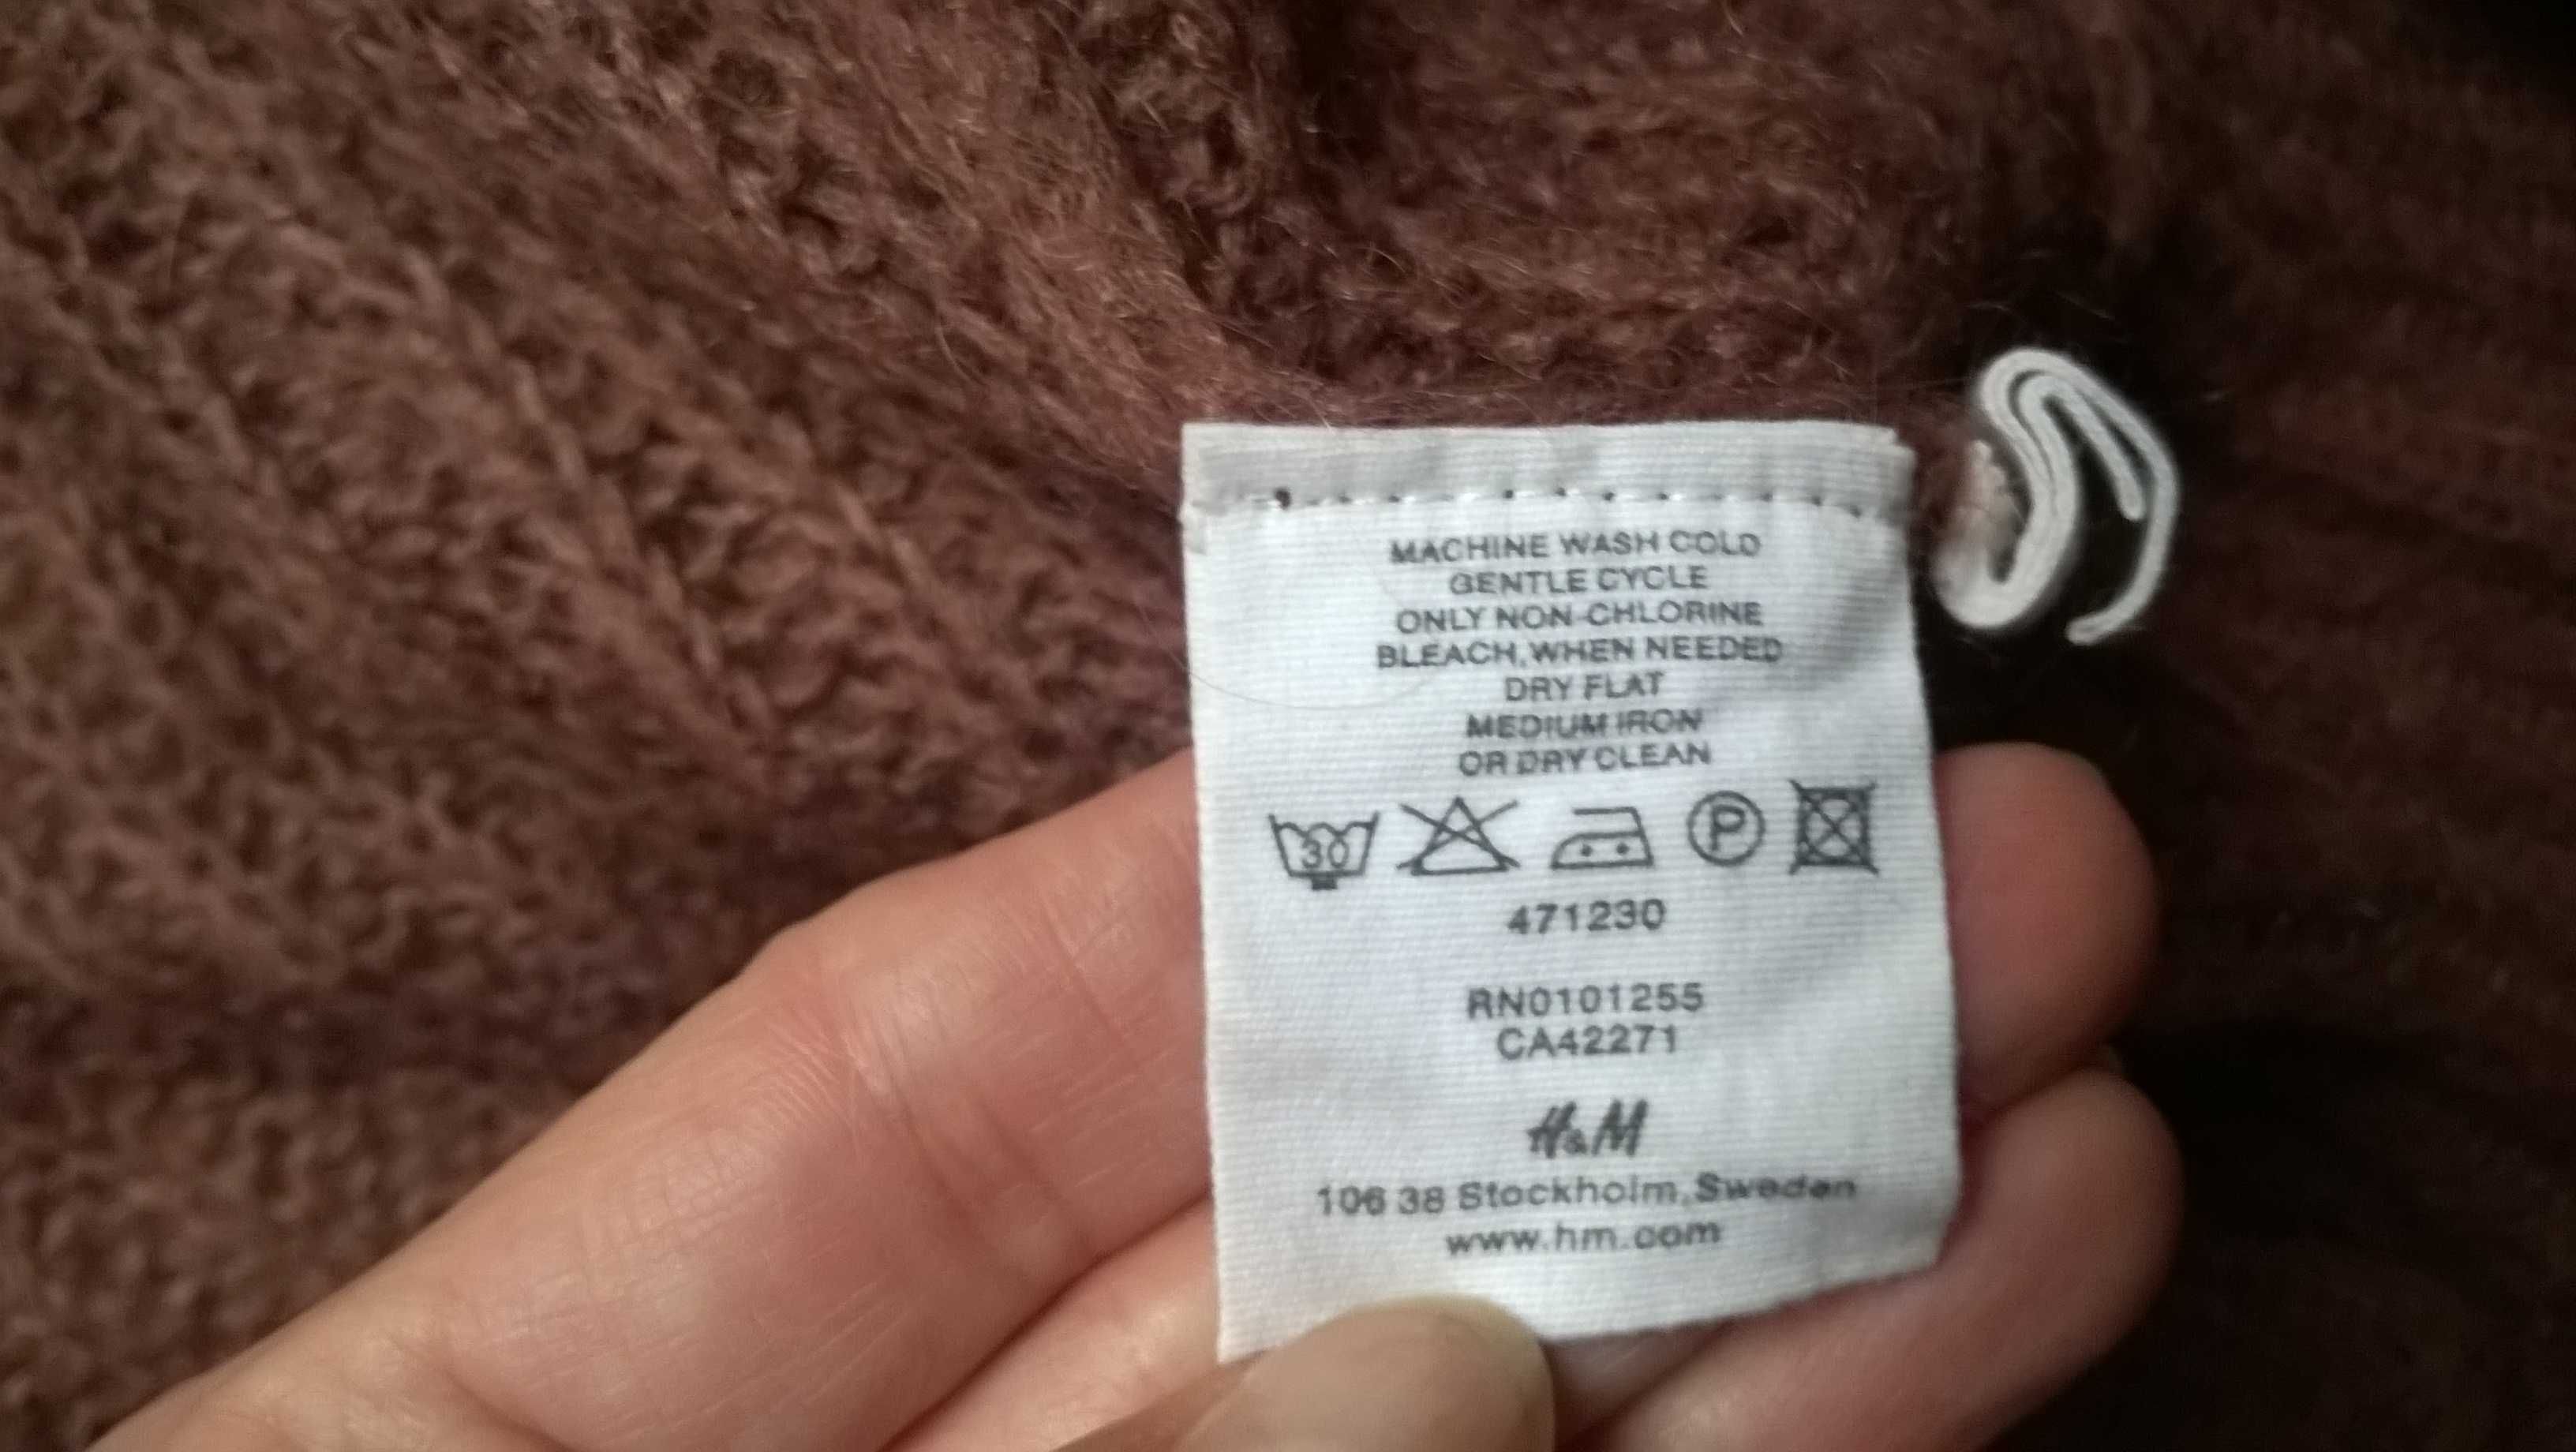 MACHINE WASH COLD
GENTLE CYCLE
ONLY NON-CHLORINE
BLEACH, WHEN NEEDED
DRY FLAT
MEDIUM IRON
OR DRY CLEAN
30 P
471230
RN0101255
CA42271
H&M
106 38 Stockholm, Sweden
www.hm.com